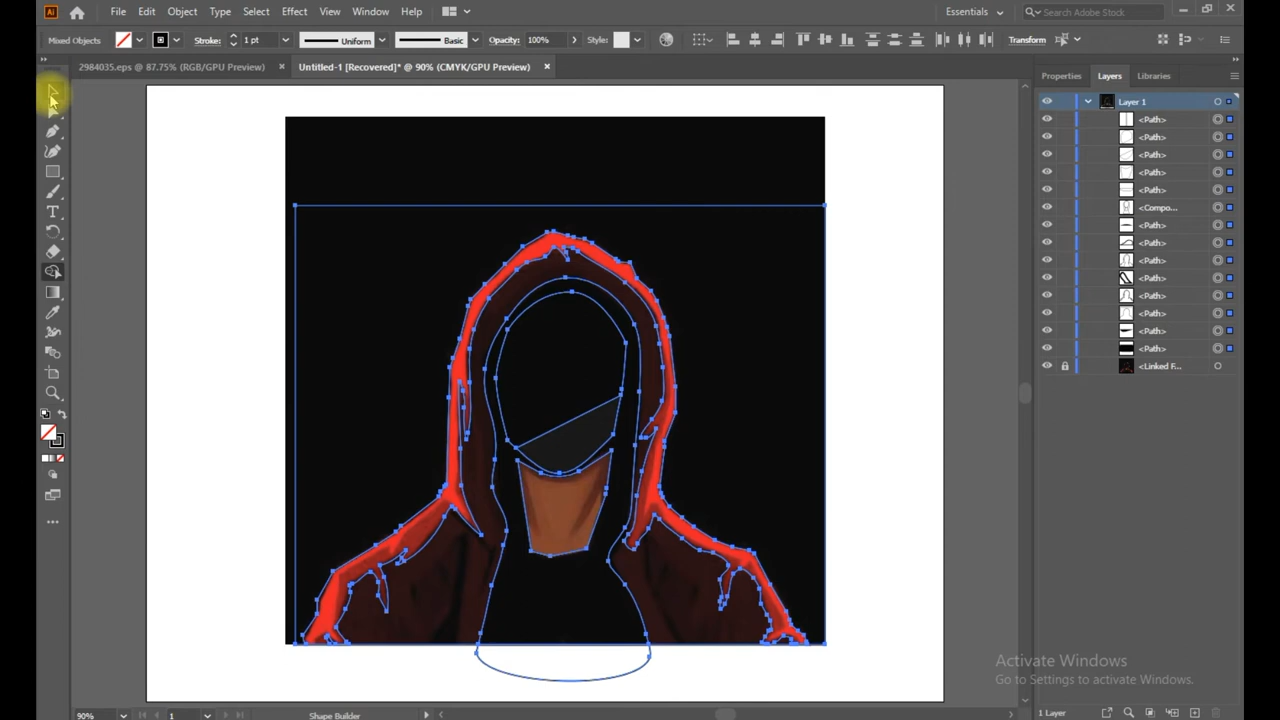 Ai File Edit Object Type Select Effect View Window Help Essentials Search Adobe Stock
Mixed Objects Stroke: 1 pt Uniform Basic Opacity: 100% Style: Transform
2984035.eps @ 87.75% (RGB/GPU Preview) Untitled-1 [Recovered]* @ 90% (CMYK/GPU Preview)
Properties Layers Libraries
Layer 1
<Path>
<Path>
<Path>
<Path>
<Path>
<Compo...
<Path>
<Path>
<Path>
<Path>
<Path>
<Path>
<Path>
<Path>
<Linked F...
T
Activate Windows
Go to Settings to activate Windows.
90% 1 Shape Builder 1 Layer